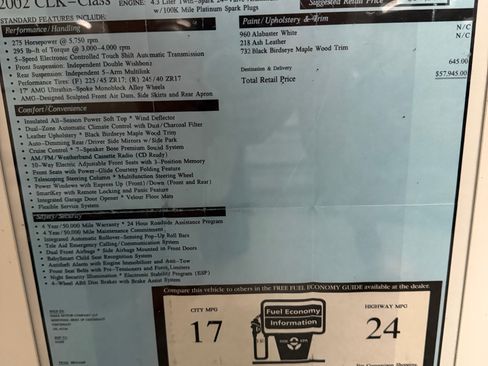 2002 CLK-Class
ENGINE: 4.3 Liter Twin-Spark 24-
w/100K Mile Platinum Spark Plugs
Suggested Retail Price
STANDARD FEATURES INCLUDE:
Performance/Handling
275 Horsepower @ 5,750 rpm
295 lb-ft of Torque @ 3,000-4,000 rpm
5-Speed Electronic Controlled Touch Shift Automatic Transmission
Front Suspension: Independent Double Wishbone
Rear Suspension: Independent 5-Arm Multilink
Performance Tires: (F) 225/45 ZR17; (R) 245/40 ZR17
17" AMG Ultrathin-Spoke Monoblock Alloy Wheels
AMG-Designed Sculpted Front Air Dam, Side Skirts and Rear Apron
Comfort/Convenience
Insulated All-Season Power Soft Top * Wind Deflector
Dual-Zone Automatic Climate Control with Dust/Charcoal Filter
Leather Upholstery * Black Birdseye Maple Wood Trim
Auto-Dimming Rear/Driver Side Mirrors w/Side Park
Cruise Control * 7-Speaker Bose Premium Sound System
AM/FM/Weatherband Cassette Radio (CD Ready)
10-Way Electric Adjustable Front Seats with 3-Position Memory
Front Seats with Power-Glide Courtesy Folding Feature
Telescoping Steering Column * Multifunction Steering Wheel
Power Windows with Express Up (Front)/Down (Front and Rear)
SmartKey with Remote Locking and Panic Feature
Integrated Garage Door Opener * Velour Floor Mats
Flexible Service System
Safety/Security
4 Year/50,000 Mile Warranty * 24 Hour Roadside Assistance Program
4 Year/50,000 Mile Maintenance Commitment
Integrated Automatic Rollover-Sensing Pop-Up Roll Bars
Tele Aid Emergency Calling/Communication System
Dual Front Airbags * Side Airbags Mounted in Front Doors
BabySmart Child Seat Recognition System
Antitheft Alarm with Engine Immobilizer and Anti-Tow
Front Seat Belts with Pre-Tensioners and Force Limiters
Night Security Illumination * Electronic Stability Program (ESP)
4-Wheel ABS Disc Brakes with Brake Assist System
Paint/Upholstery & Trim
960 Alabaster White N/C
218 Ash Leather N/C
732 Black Birdseye Maple Wood Trim
Destination & Delivery 645.00
Total Retail Price $57,945.00
Compare this vehicle to others in the FREE FUEL ECONOMY GUIDE available at the dealer.
CITY MPG
17
Fuel Economy
Information
HIGHWAY MPG
24